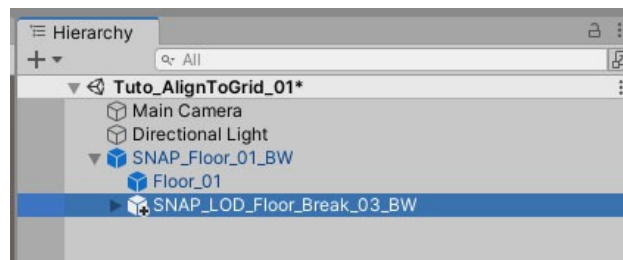 Hierarchy
All
Tuto_AlignToGrid_01*
Main Camera
Directional Light
SNAP_Floor_01_BW
Floor_01
SNAP_LOD_Floor_Break_03_BW